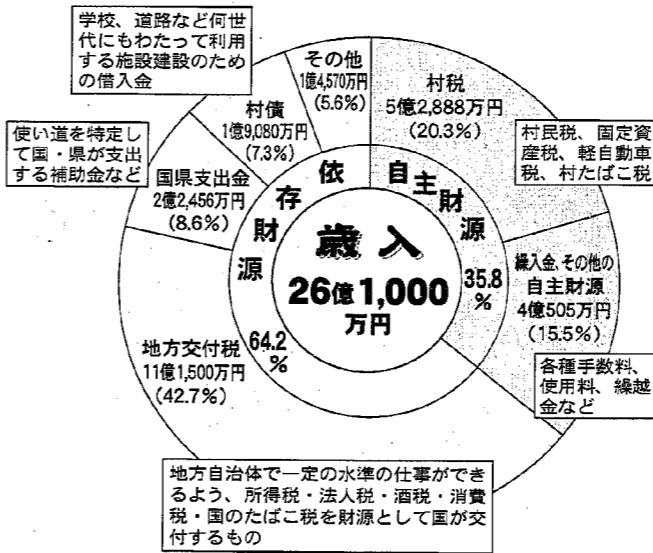 学校、道路など何世
代にもわたって利用
する施設建設のため
の借入金
その他
1億4,570万円
(5.6%)
村税
5億2,888万円
(20.3%)
村債
1億9,080万円
(7.3%)
使い道を特定し
て国・県が支出
する補助金など
村民税、固定資
産税、軽自動車
税、村たばこ税
国県支出金
2億2,456万円
(8.6%)
依存財源
64.2
%
自主財源
35.8
%
歳入
26億1,000
万円
繰入金、その他の
自主財源
4億505万円
(15.5%)
地方交付税
11億1,500万円
(42.7%)
各種手数料、
使用料、繰越
金など
地方自治体で一定の水準の仕事ができ
るよう、所得税・法人税・酒税・消費
税・国のたばこ税を財源として国が交
付するもの